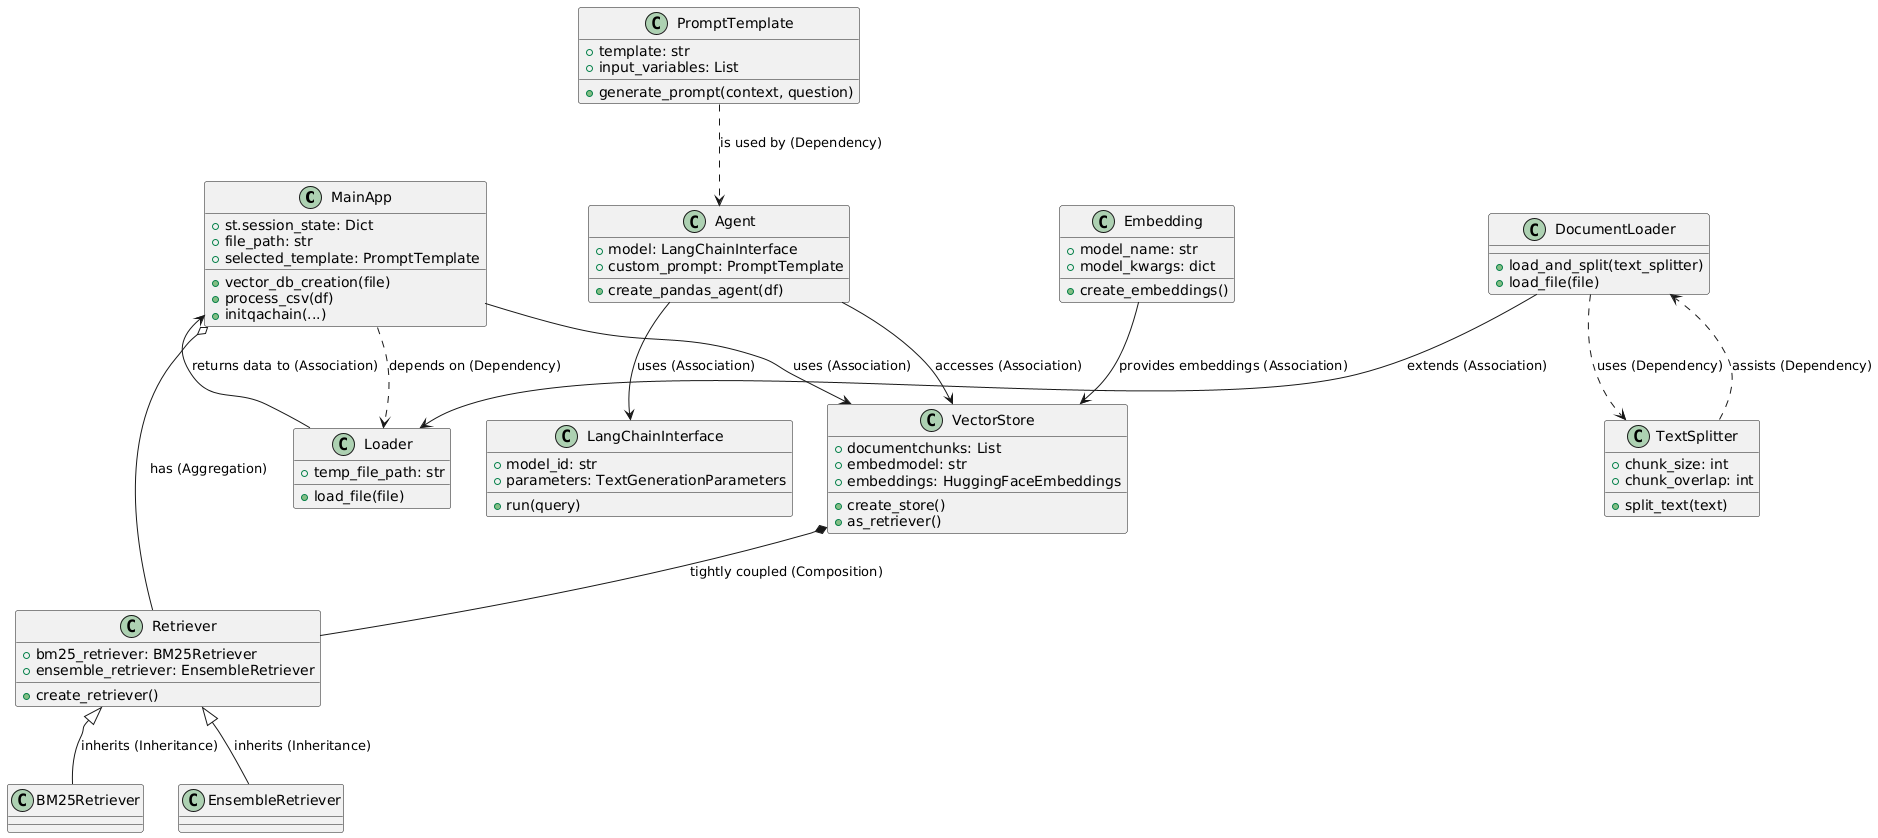 PromptTemplate
template: str
input_variables: List
generate_prompt(context, question)
is used by (Dependency)
MainApp
st.session_state: Dict
file_path: str
selected_template: PromptTemplate
vector_db_creation(file)
process_csv(df)
initqachain(...)
Agent
model: LangChainInterface
custom_prompt: PromptTemplate
create_pandas_agent(df)
Embedding
model_name: str
model_kwargs: dict
create_embeddings()
DocumentLoader
load_and_split(text_splitter)
load_file(file)
returns data to (Association)
depends on (Dependency)
uses (Association)
uses (Association)
accesses (Association)
provides embeddings (Association)
extends (Association)
uses (Dependency)
assists (Dependency)
has (Aggregation)
Loader
temp_file_path: str
load_file(file)
LangChainInterface
model_id: str
parameters: TextGenerationParameters
run(query)
VectorStore
documentchunks: List
embedmodel: str
embeddings: HuggingFaceEmbeddings
create_store()
as_retriever()
TextSplitter
chunk_size: int
chunk_overlap: int
split_text(text)
tightly coupled (Composition)
Retriever
bm25_retriever: BM25Retriever
ensemble_retriever: EnsembleRetriever
create_retriever()
inherits (Inheritance)
inherits (Inheritance)
C BM25Retriever
C EnsembleRetriever